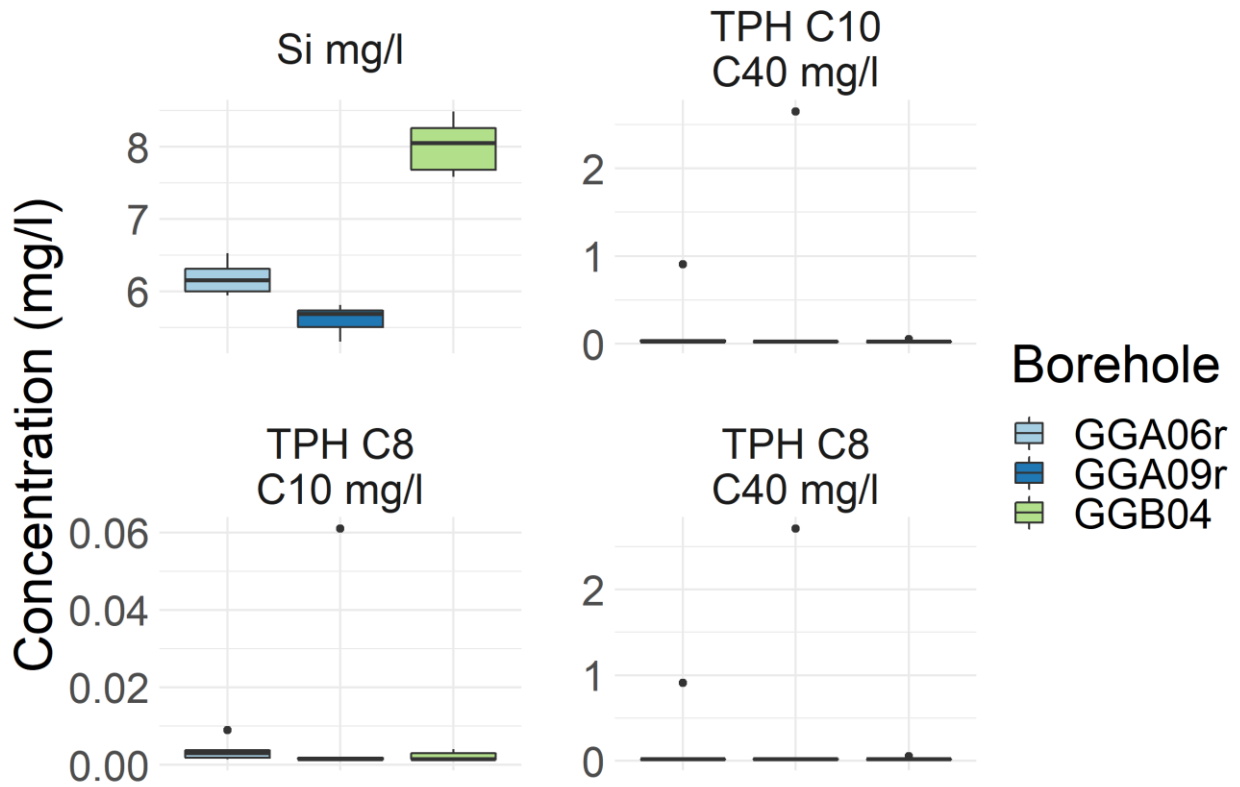 Concentration (mg/l)
Si mg/l
8
7
6
TPH C10
C40 mg/l
2
1
0
TPH C8
C10 mg/l
0.06
0.04
0.02
0.00
TPH C8
C40 mg/l
2
1
0
Borehole
GGA06r
GGA09r
GGB04